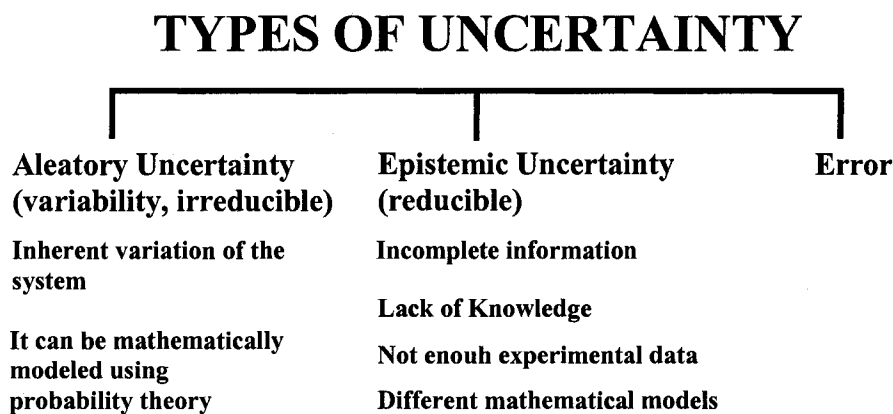 TYPES OF UNCERTAINTY
Aleatory Uncertainty
(variability, irreducible)
Inherent variation of the
system
It can be mathematically
modeled using
probability theory
Epistemic Uncertainty
(reducible)
Incomplete information
Lack of Knowledge
Not enouh experimental data
Different mathematical models
Error